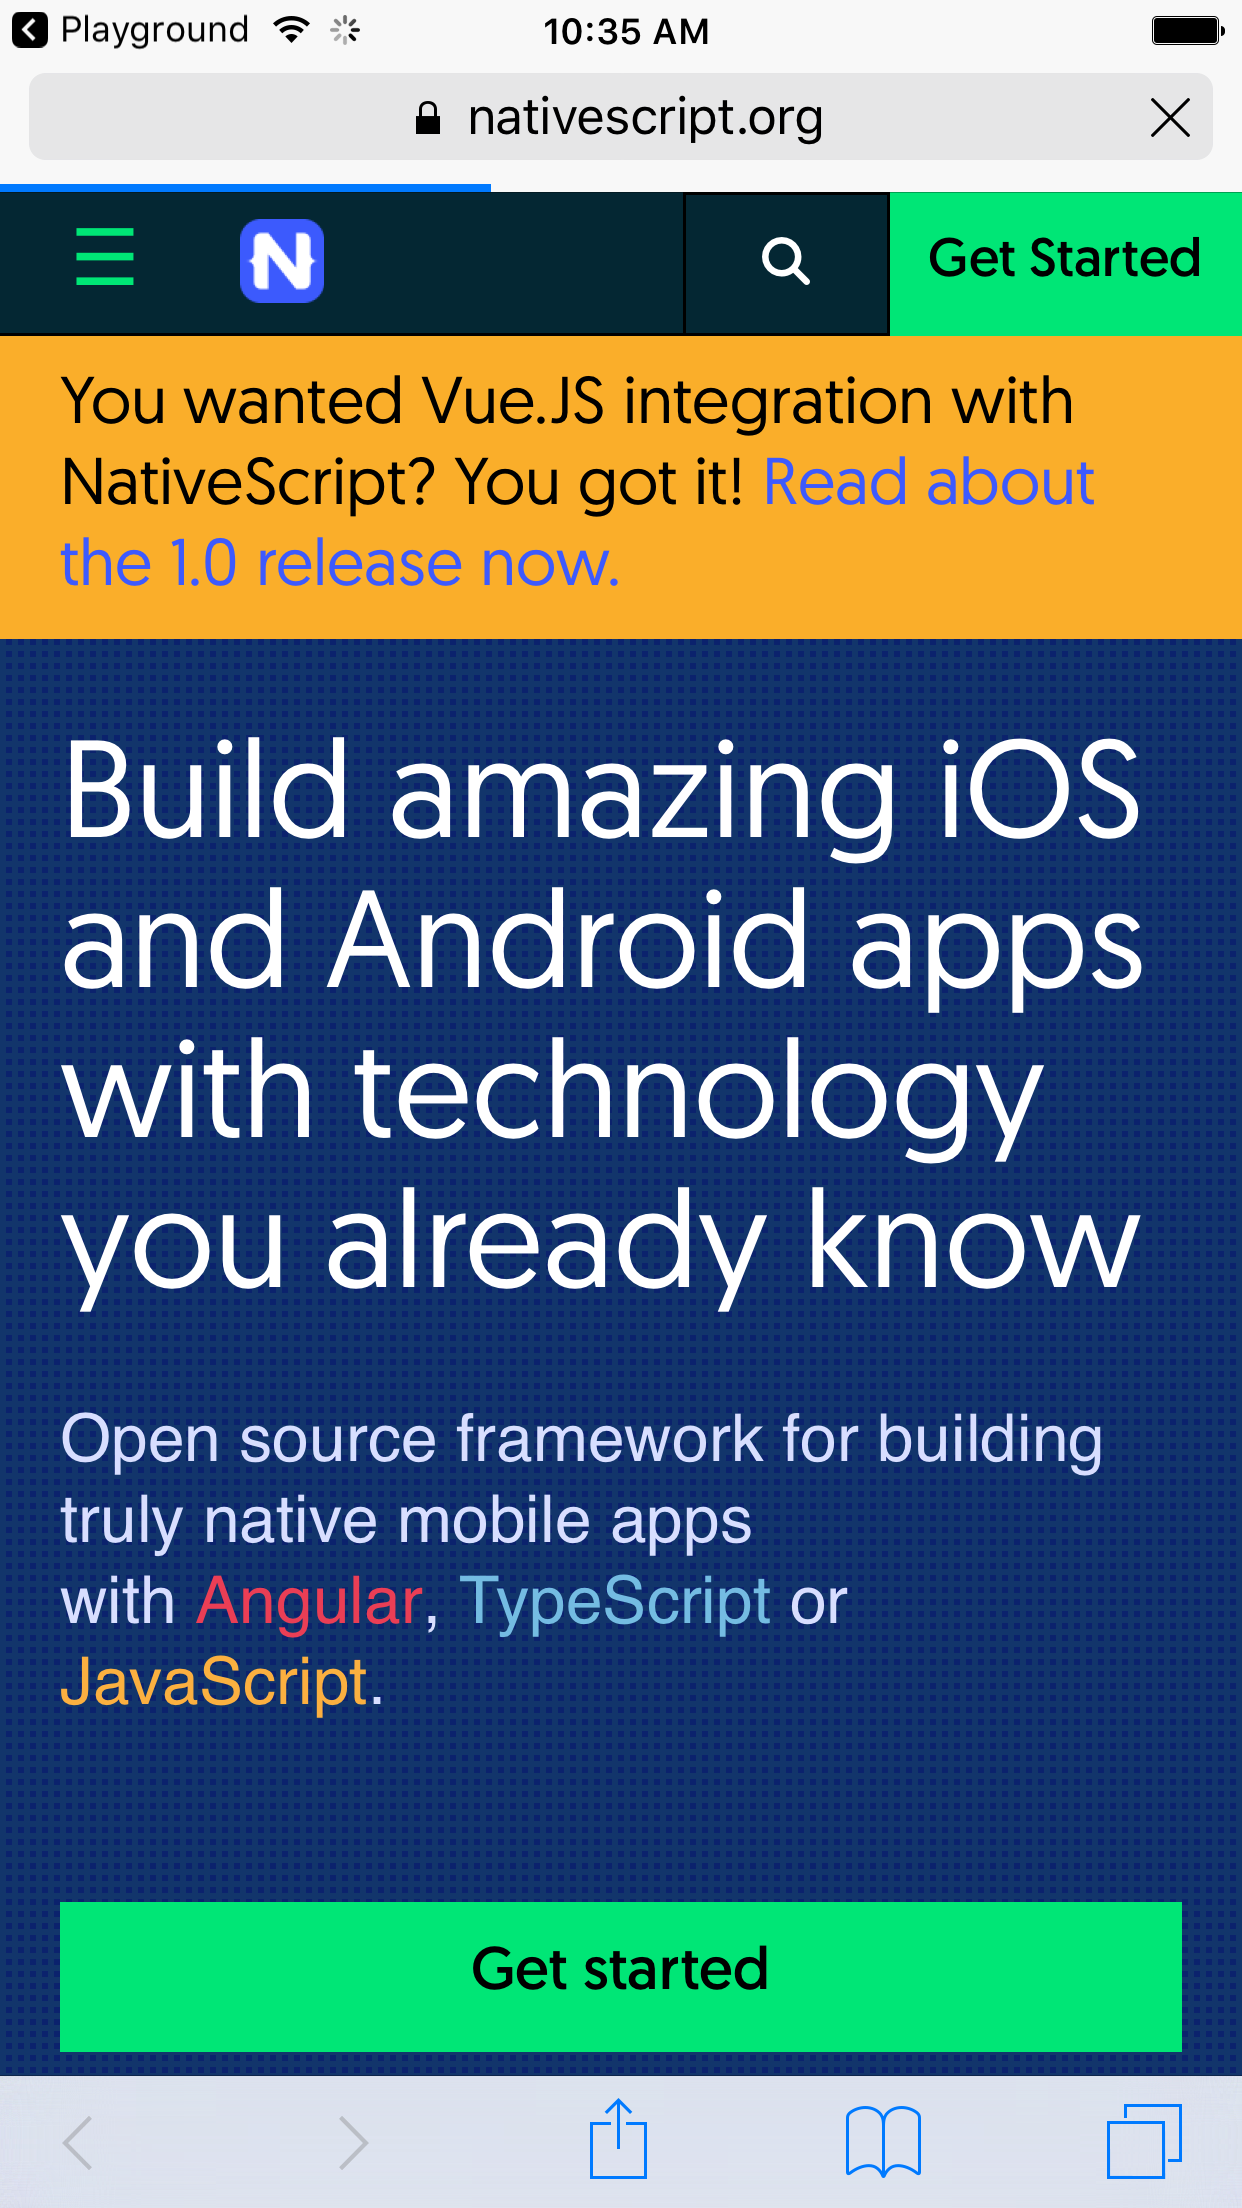 Playground
10:35 AM
nativescript.org
N
Get Started
You wanted Vue.JS integration with
NativeScript? You got it! Read about
the 1.0 release now.
Build amazing iOS
and Android apps
with technology
you already know
Open source framework for building
truly native mobile apps
with Angular, TypeScript or
JavaScript.
Get started